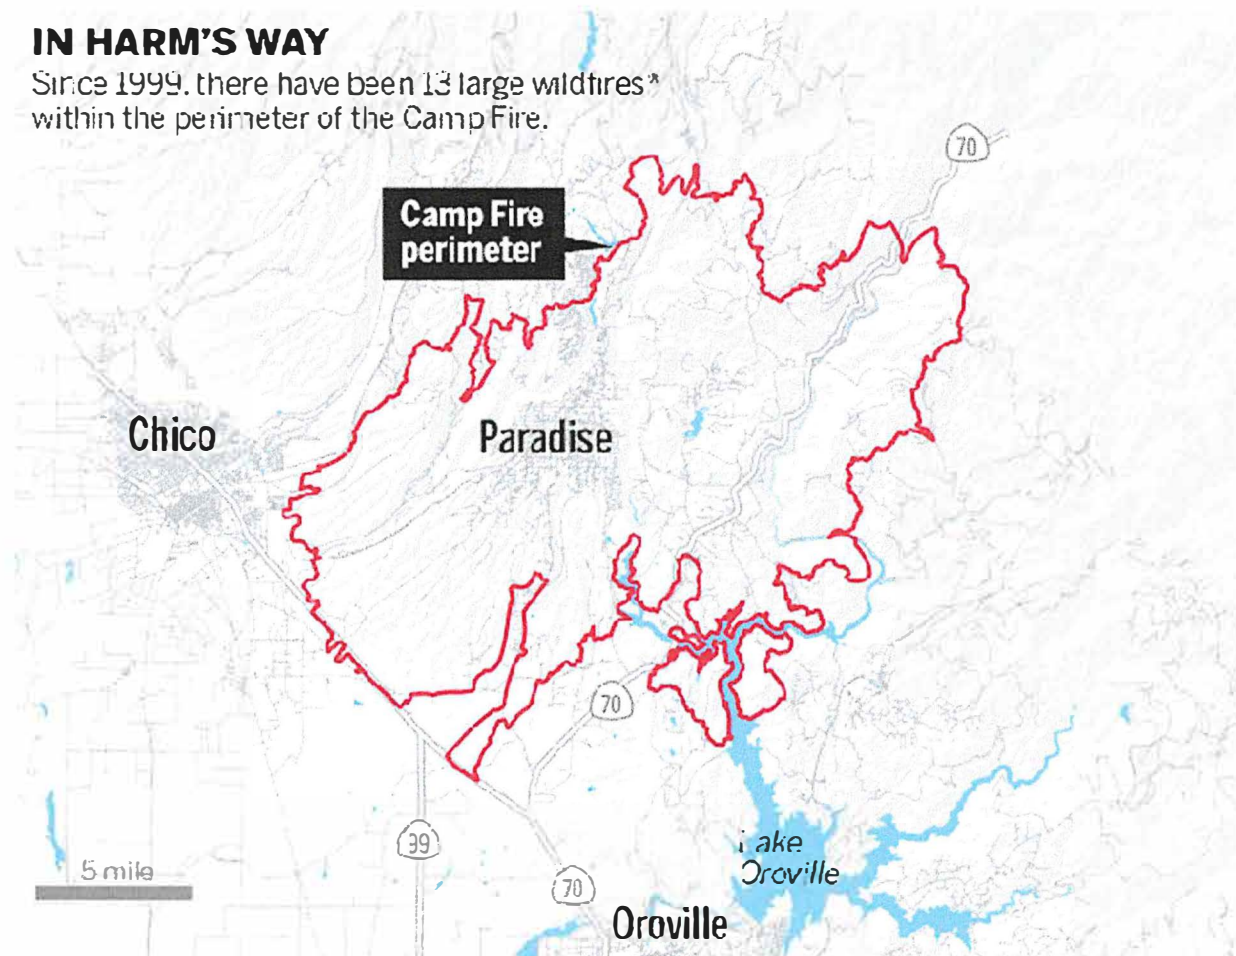 IN HARM'S WAY
Since 1999, there have been 13 large wildfires*
within the perimeter of the Camp Fire.
70
Camp Fire
perimeter
Chico
Paradise
70
99
5 mile
70
Lake
Oroville
Oroville